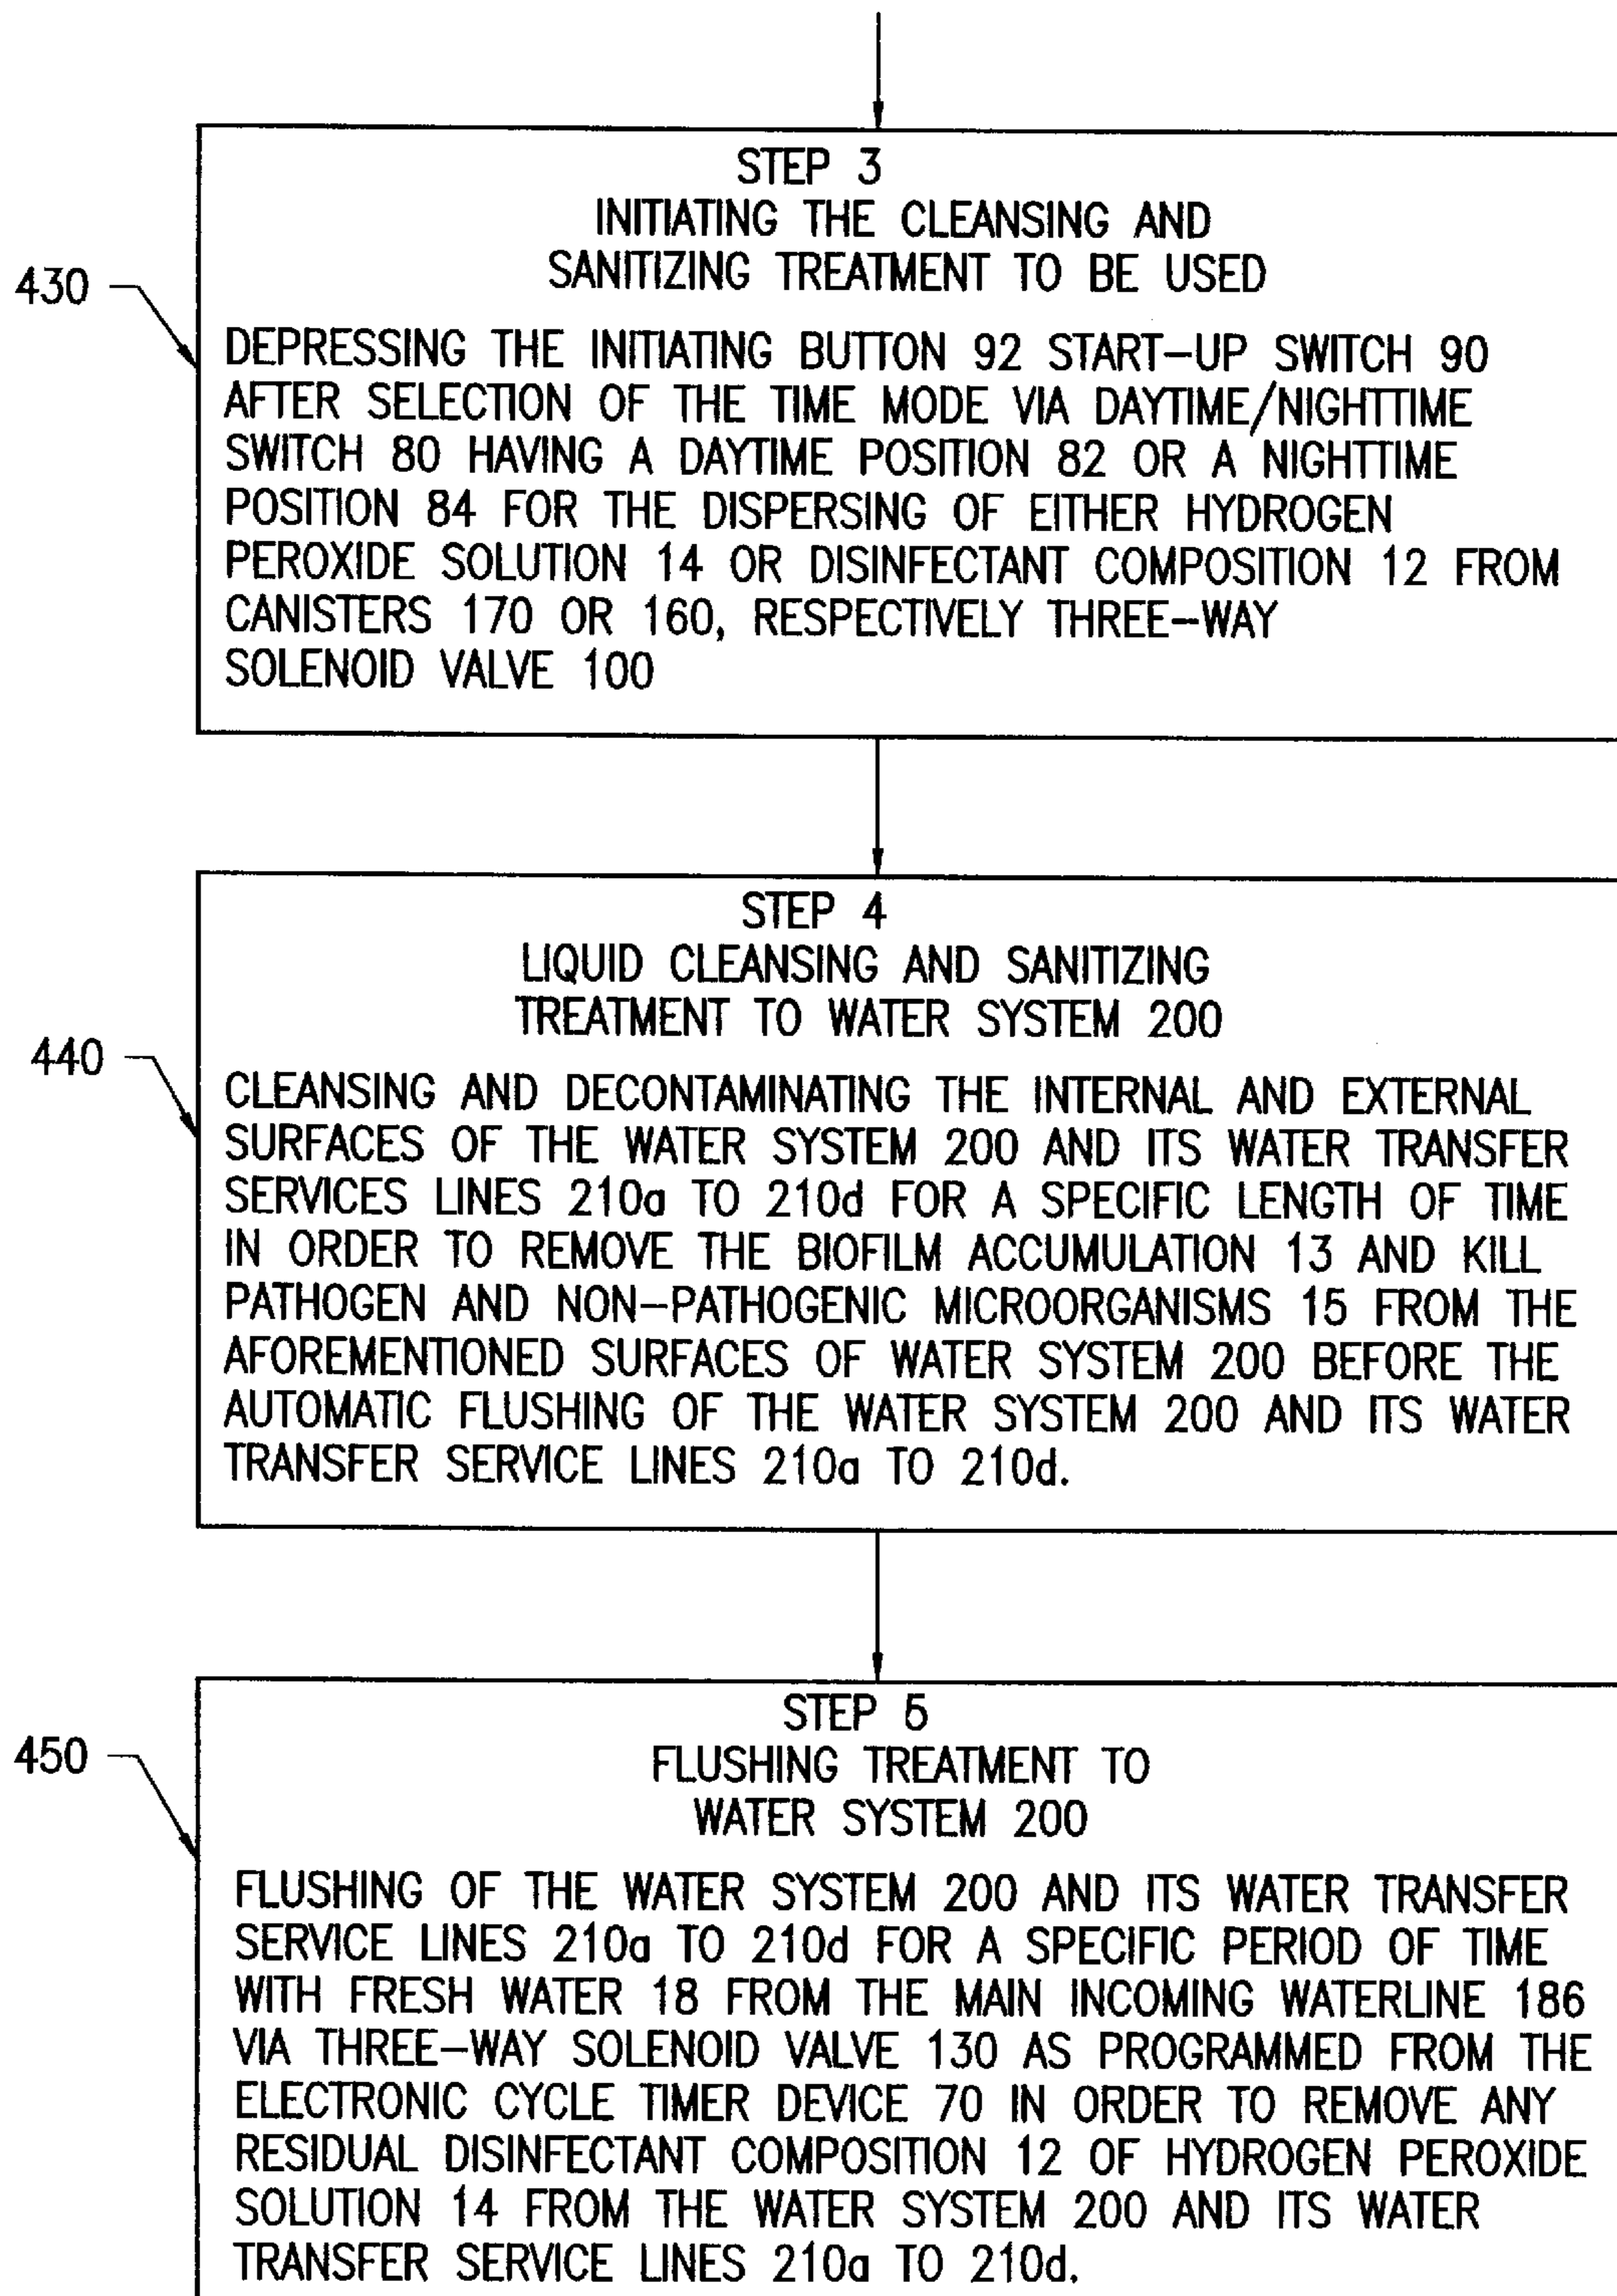 STEP 3
INITIATING THE CLEANSING AND
SANITIZING TREATMENT TO BE USED
430
DEPRESSING THE INITIATING BUTTON 92 START-UP SWITCH 90
AFTER SELECTION OF THE TIME MODE VIA DAYTIME/NIGHTTIME
SWITCH 80 HAVING A DAYTIME POSITION 82 OR A NIGHTTIME
POSITION 84 FOR THE DISPERSING OF EITHER HYDROGEN
PEROXIDE SOLUTION 14 OR DISINFECTANT COMPOSITION 12 FROM
CANISTERS 170 OR 160, RESPECTIVELY THREE-WAY
SOLENOID VALVE 100
STEP 4
LIQUID CLEANSING AND SANITIZING
TREATMENT TO WATER SYSTEM 200
440
CLEANSING AND DECONTAMINATING THE INTERNAL AND EXTERNAL
SURFACES OF THE WATER SYSTEM 200 AND ITS WATER TRANSFER
SERVICES LINES 210a TO 210d FOR A SPECIFIC LENGTH OF TIME
IN ORDER TO REMOVE THE BIOFILM ACCUMULATION 13 AND KILL
PATHOGEN AND NON-PATHOGENIC MICROORGANISMS 15 FROM THE
AFOREMENTIONED SURFACES OF WATER SYSTEM 200 BEFORE THE
AUTOMATIC FLUSHING OF THE WATER SYSTEM 200 AND ITS WATER
TRANSFER SERVICE LINES 210a TO 210d.
STEP 5
450
FLUSHING TREATMENT TO
WATER SYSTEM 200
FLUSHING OF THE WATER SYSTEM 200 AND ITS WATER TRANSFER
SERVICE LINES 210a TO 210d FOR A SPECIFIC PERIOD OF TIME
WITH FRESH WATER 18 FROM THE MAIN INCOMING WATERLINE 186
VIA THREE-WAY SOLENOID VALVE 130 AS PROGRAMMED FROM THE
ELECTRONIC CYCLE TIMER DEVICE 70 IN ORDER TO REMOVE ANY
RESIDUAL DISINFECTANT COMPOSITION 12 OF HYDROGEN PEROXIDE
SOLUTION 14 FROM THE WATER SYSTEM 200 AND ITS WATER
TRANSFER SERVICE LINES 210a TO 210d.